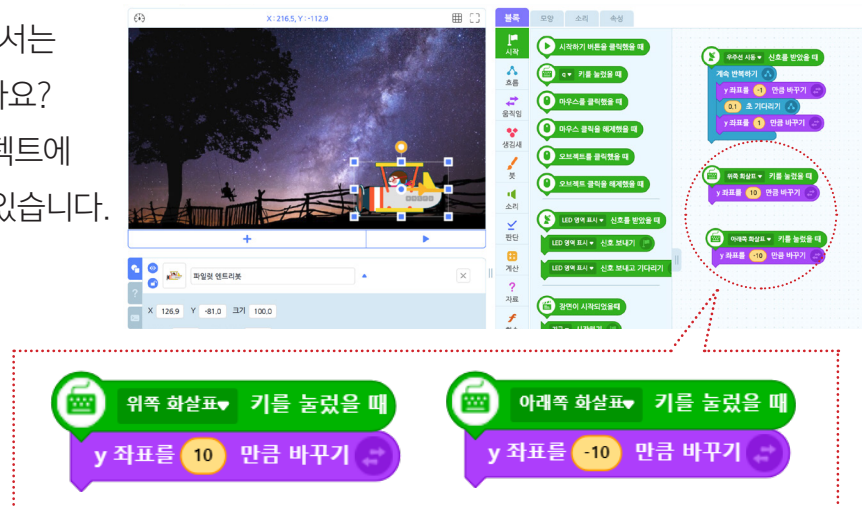 서는
요?
젝트에
있습니다.
X : 216.5, Y : -112.9
파일럿 엔트리봇
X 126.9 Y -81.0 크기 100.0
블록 모양 소리 속성
시작
흐름
움직임
생김새
붓
소리
판단
계산
자료
시작하기 버튼을 클릭했을 때
q 키를 눌렀을 때
마우스를 클릭했을 때
마우스 클릭을 해제했을 때
오브젝트를 클릭했을 때
오브젝트 클릭을 해제했을 때
LED 영역 표시 신호를 받았을 때
LED 영역 표시 신호 보내기
LED 영역 표시 신호 보내고 기다리기
장면이 시작되었을때
우주선 시동 신호를 받았을 때
계속 반복하기
y 좌표를 -1 만큼 바꾸기
0.1 초 기다리기
y 좌표를 1 만큼 바꾸기
위쪽 화살표 키를 눌렀을 때
y 좌표를 10 만큼 바꾸기
아래쪽 화살표 키를 눌렀을 때
y 좌표를 -10 만큼 바꾸기
위쪽 화살표 키를 눌렀을 때
y 좌표를 10 만큼 바꾸기
아래쪽 화살표 키를 눌렀을 때
y 좌표를 -10 만큼 바꾸기